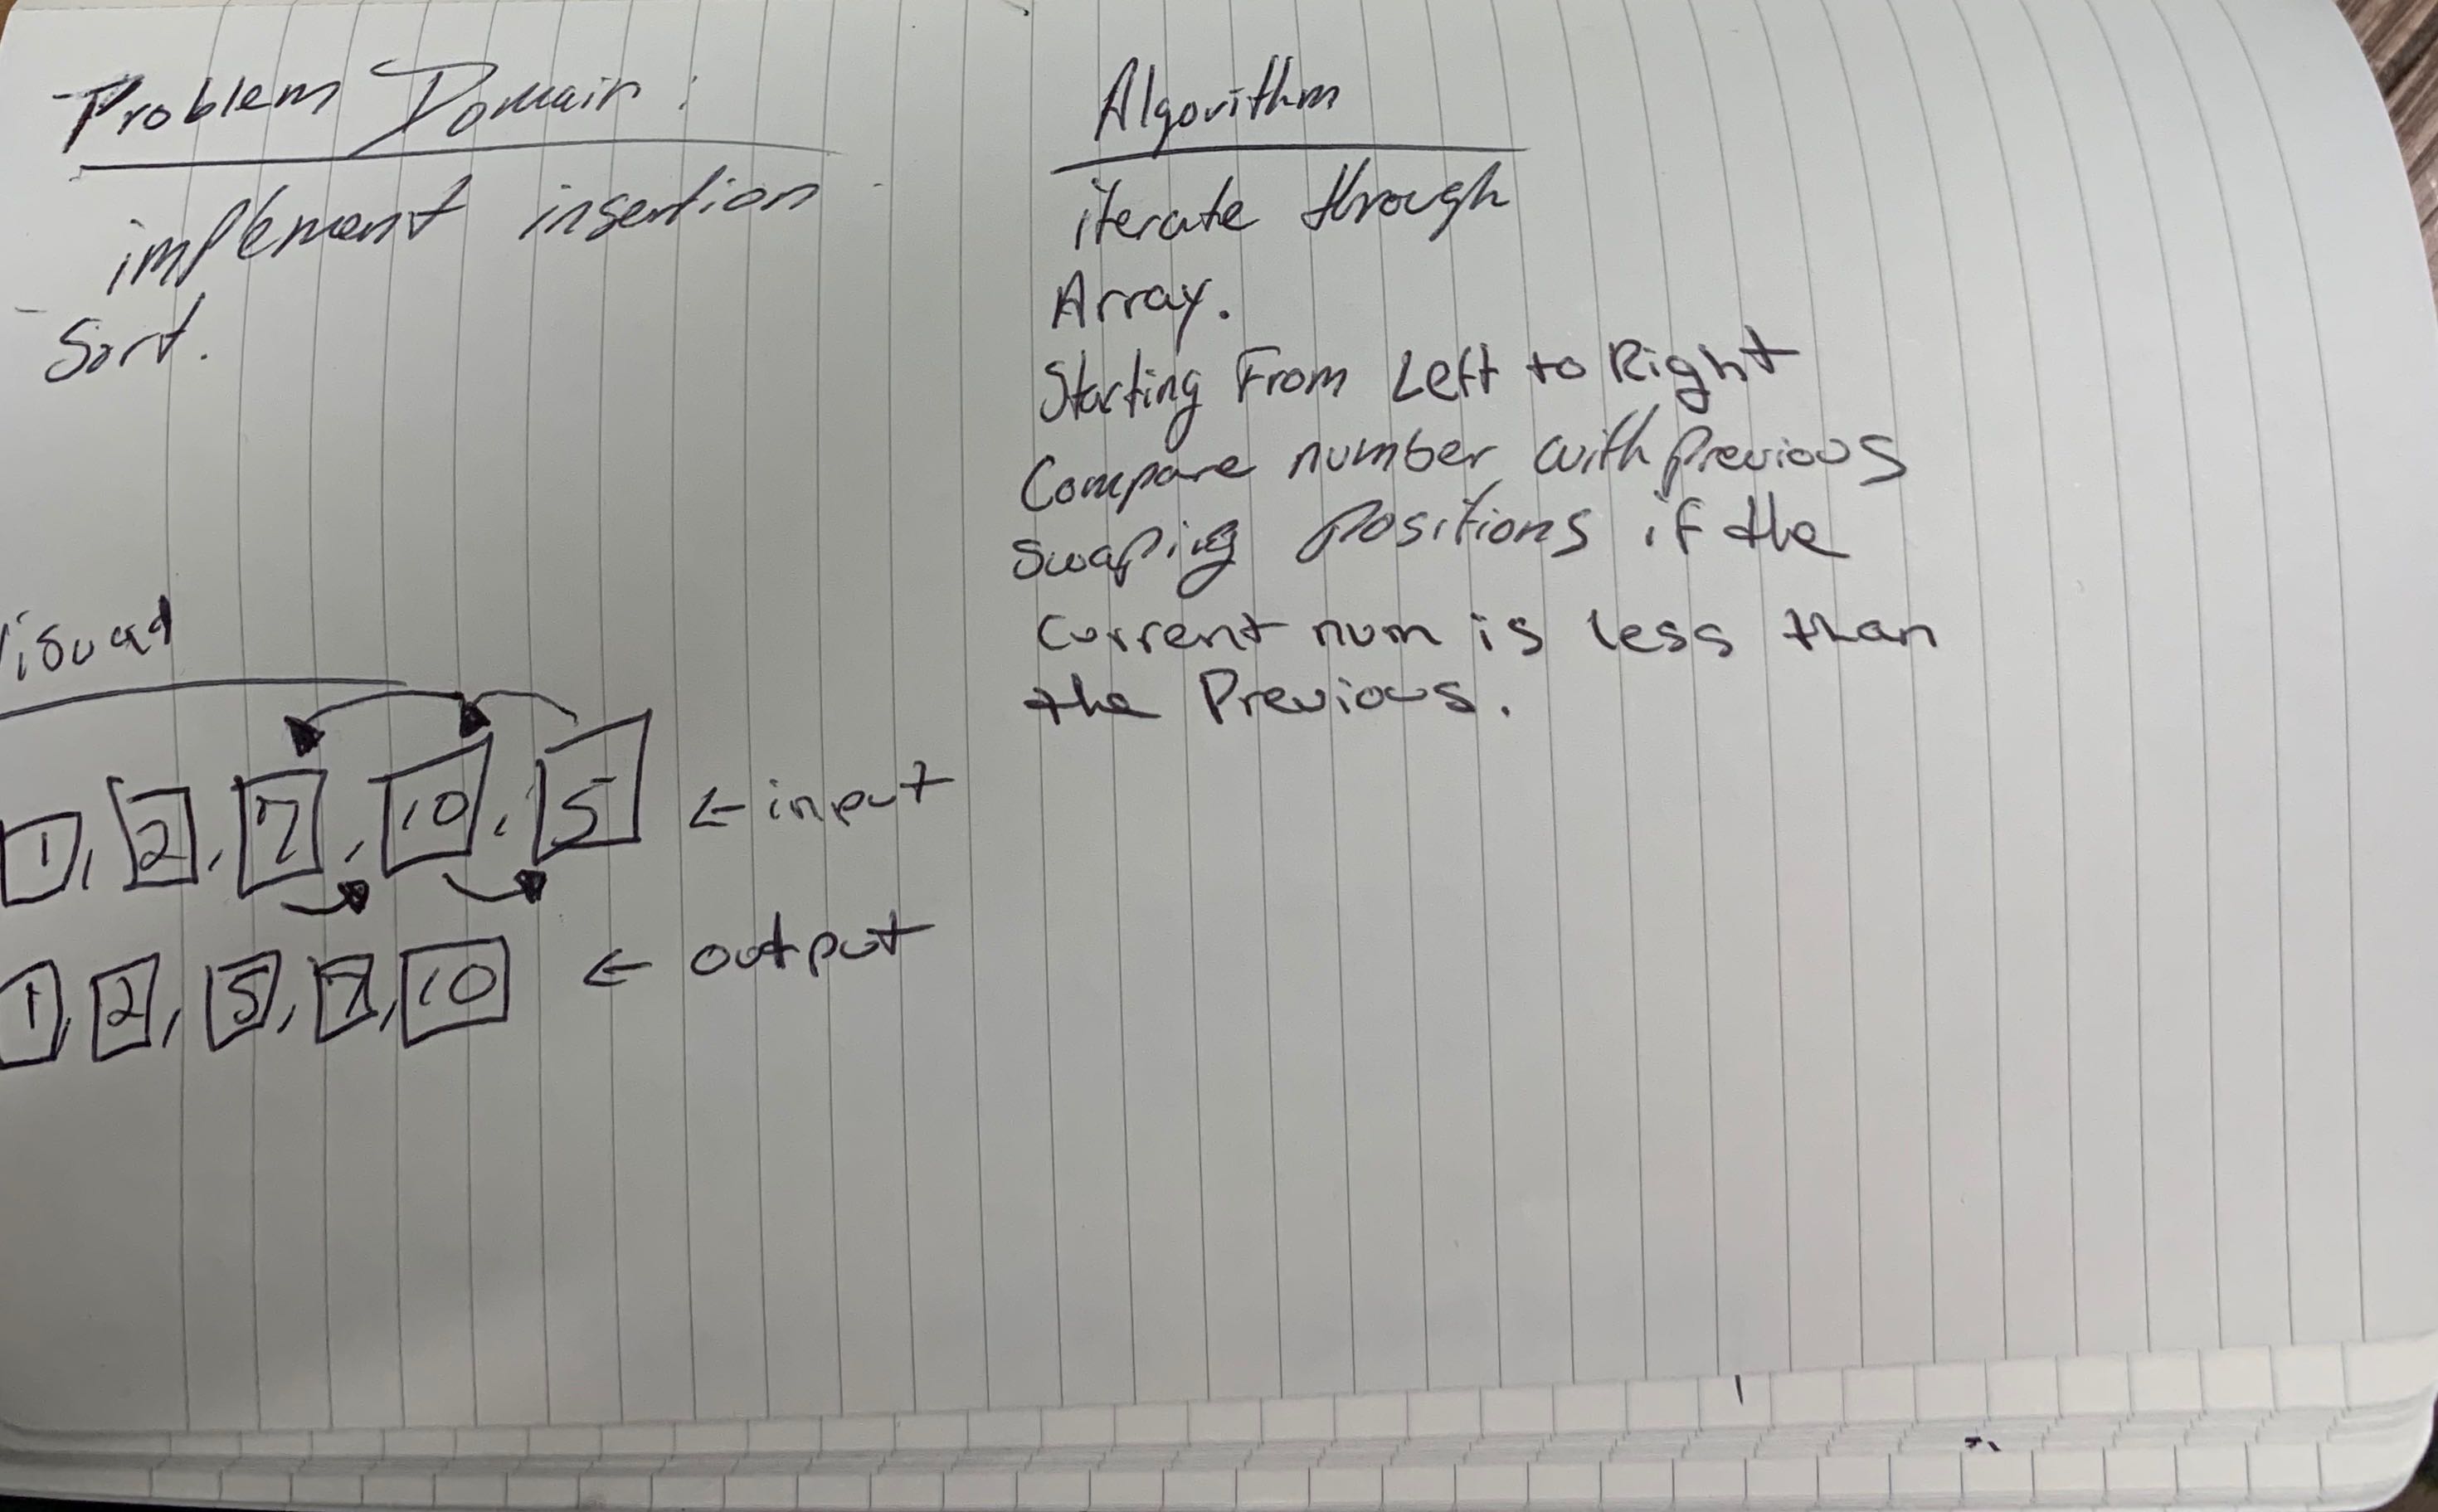 Problem Domain:
implement insertion
Sort.
Visual
1, 2, 7, 10, 5 ← input
1, 2, 5, 7, 10 ← output
Algorithm
iterate through
Array.
Starting From Left to Right
Compare number with previous
swaping positions if the
current num is less than
the Previous.